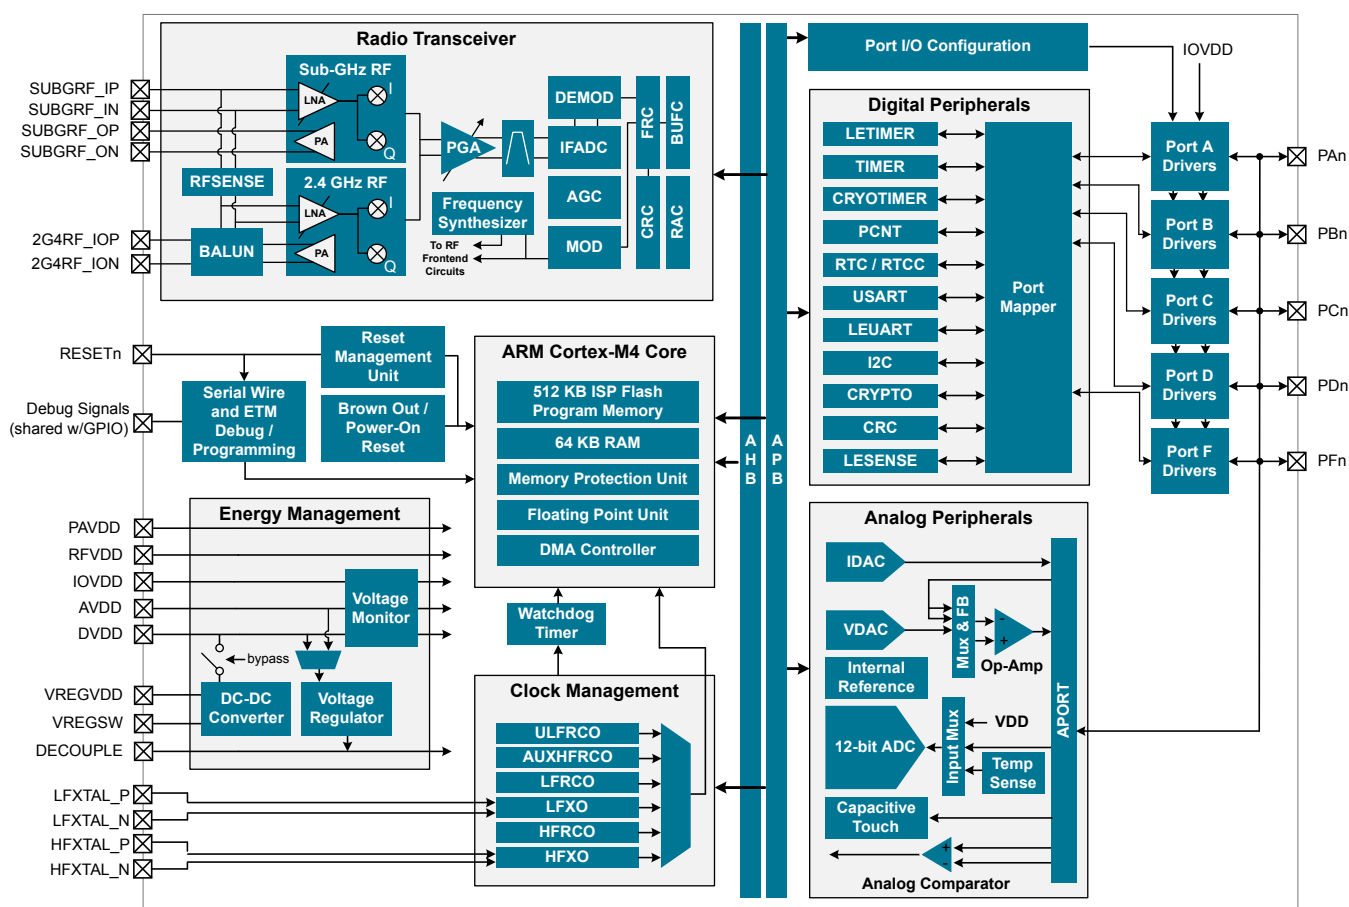 Radio Transceiver
SUBGRF_IP
SUBGRF_IN
SUBGRF_OP
SUBGRF_ON
2G4RF_IOP
2G4RF_ION
Sub-GHz RF
LNA
I
PA
Q
RFSENSE
2.4 GHz RF
LNA
I
BALUN
PA
Q
PGA
Frequency
Synthesizer
To RF
Frontend
Circuits
DEMOD
IFADC
AGC
MOD
FRC
BUFC
CRC
RAC
RESETn
Debug Signals
(shared w/GPIO)
Reset
Management
Unit
Serial Wire
and ETM
Debug /
Programming
Brown Out /
Power-On
Reset
ARM Cortex-M4 Core
512 KB ISP Flash
Program Memory
64 KB RAM
Memory Protection Unit
Floating Point Unit
DMA Controller
Watchdog
Timer
Energy Management
PAVDD
RFVDD
IOVDD
AVDD
DVDD
VREGVDD
VREGSW
DECOUPLE
Voltage
Monitor
bypass
DC-DC
Converter
Voltage
Regulator
Clock Management
ULFRCO
AUXHFRCO
LFRCO
LFXO
HFRCO
HFXO
LFXTAL_P
LFXTAL_N
HFXTAL_P
HFXTAL_N
AHB
APB
Port I/O Configuration
IOVDD
Digital Peripherals
LETIMER
TIMER
CRYOTIMER
PCNT
RTC / RTCC
USART
LEUART
I2C
CRYPTO
CRC
LESENSE
Port
Mapper
Port A
Drivers
Port B
Drivers
Port C
Drivers
Port D
Drivers
Port F
Drivers
PAn
PBn
PCn
PDn
PFn
Analog Peripherals
IDAC
VDAC
Mux & FB
-
+
Op-Amp
Internal
Reference
12-bit ADC
Input Mux
VDD
Temp
Sense
Capacitive
Touch
+
-
Analog Comparator
APORT